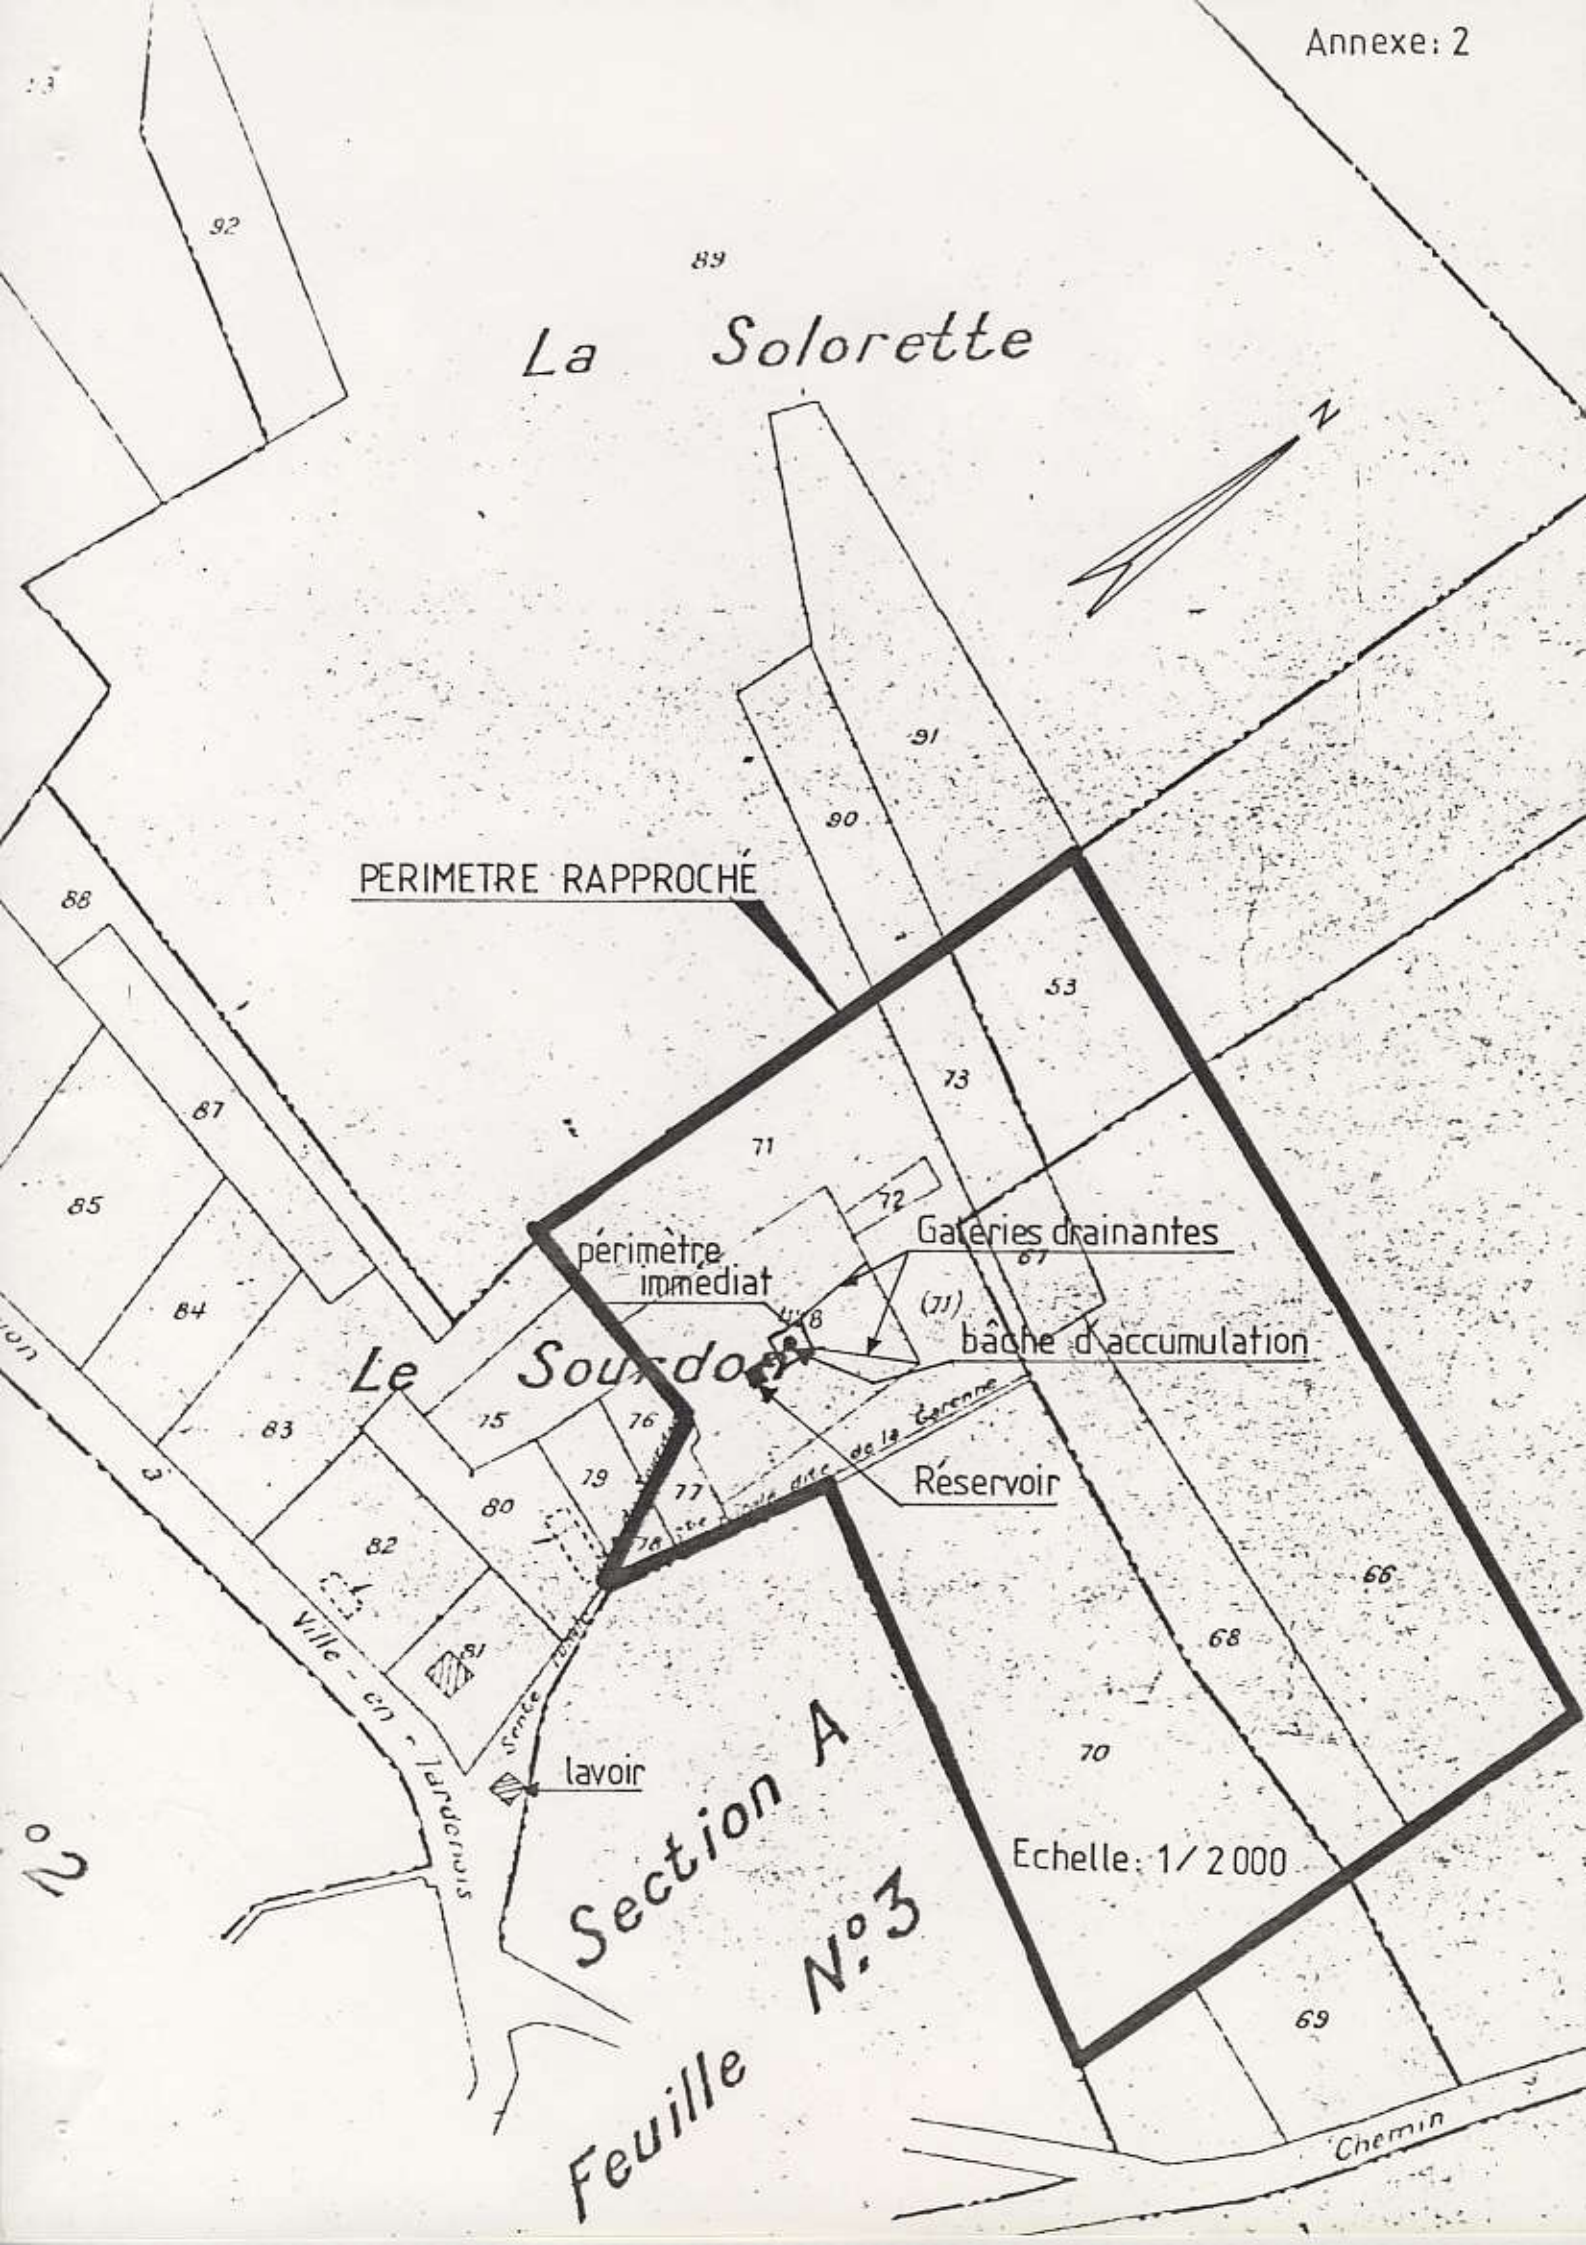 Annexe: 2
92
89
La Solorette
N
91
90
PERIMETRE RAPPROCHÉ
88
53
73
87
71
85
72
périmètre
immédiat
Galeries drainantes
67
84
(71)
bâche d'accumulation
Le Sourdon
75
76
83
de la Garenne
à
79
77
Réservoir
80
82
78
66
Ville-en-Tardenois
81
68
Sente
lavoir
70
Section A
Echelle: 1/2000
N° 3
69
Feuille
Chemin